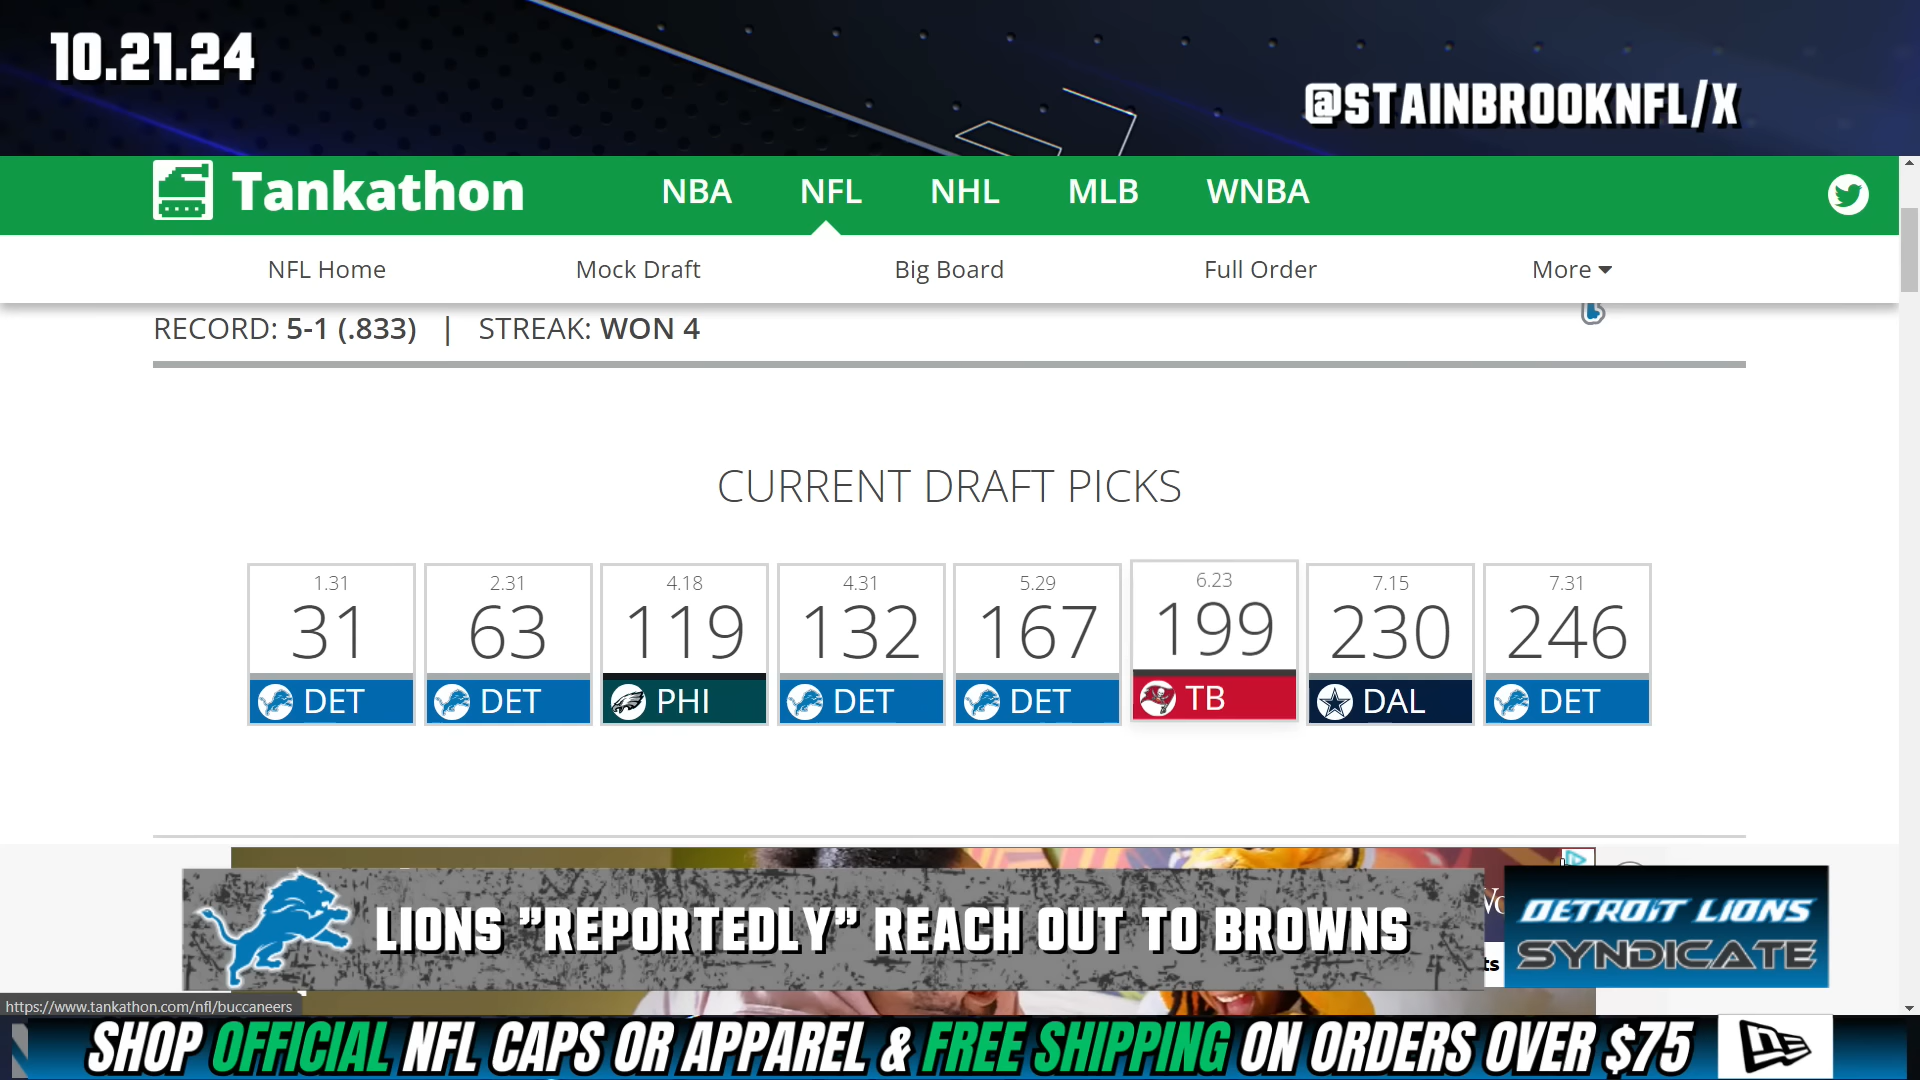 10.21.24
@STAINBROOKNFL/X
Tankathon NBA NFL NHL MLB WNBA
NFL Home Mock Draft Big Board Full Order More
RECORD: 5-1 (.833) | STREAK: WON 4
CURRENT DRAFT PICKS
1.31 2.31 4.18 4.31 5.29 6.23 7.15 7.31
31 63 119 132 167 199 230 246
DET DET PHI DET DET TB DAL DET
LIONS "REPORTEDLY" REACH OUT TO BROWNS
DETROIT LIONS
SYNDICATE
https://www.tankathon.com/nfl/buccaneers
SHOP OFFICIAL NFL CAPS OR APPAREL & FREE SHIPPING ON ORDERS OVER $75